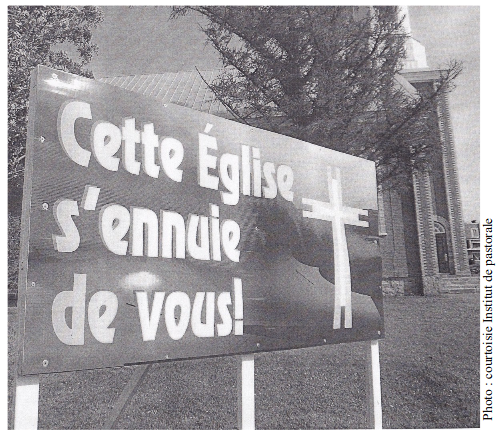 Cette Église
s'ennuie
de vous!
Photo : courtoisie Institut de pastorale